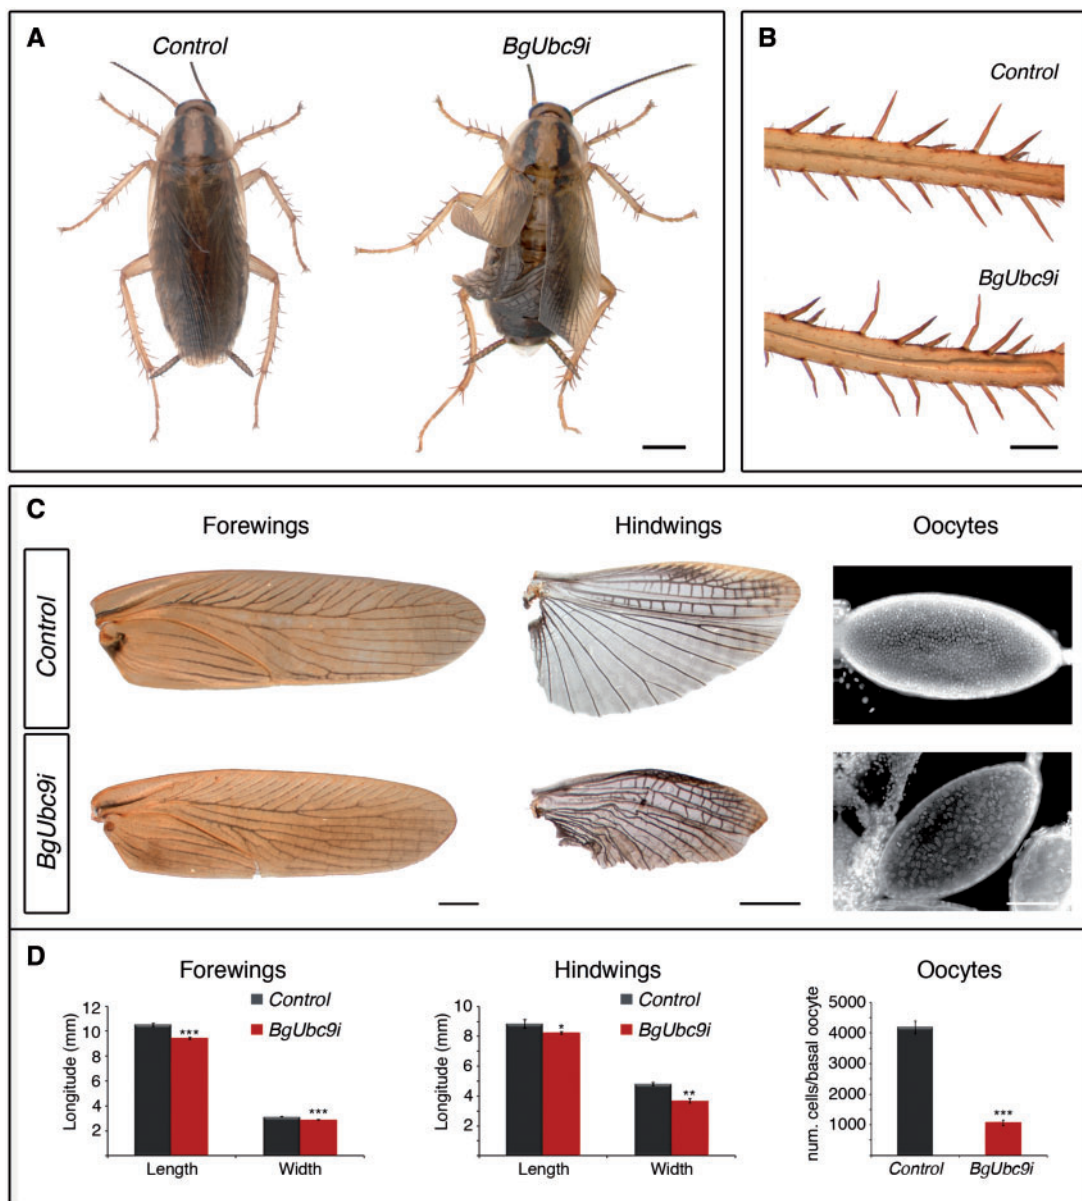 A
Control
BgUbc9i
B
Control
BgUbc9i
C
Forewings
Hindwings
Oocytes
Control
BgUbc9i
D
Forewings
Control
BgUbc9i
Longitude (mm)
12
10
8
6
4
2
***
***
Length
Width
Hindwings
Control
BgUbc9i
Longitude (mm)
10
8
6
4
2
*
**
Length
Width
Oocytes
num. cells/basal oocyte
5000
4000
3000
2000
1000
***
Control
BgUbc9i